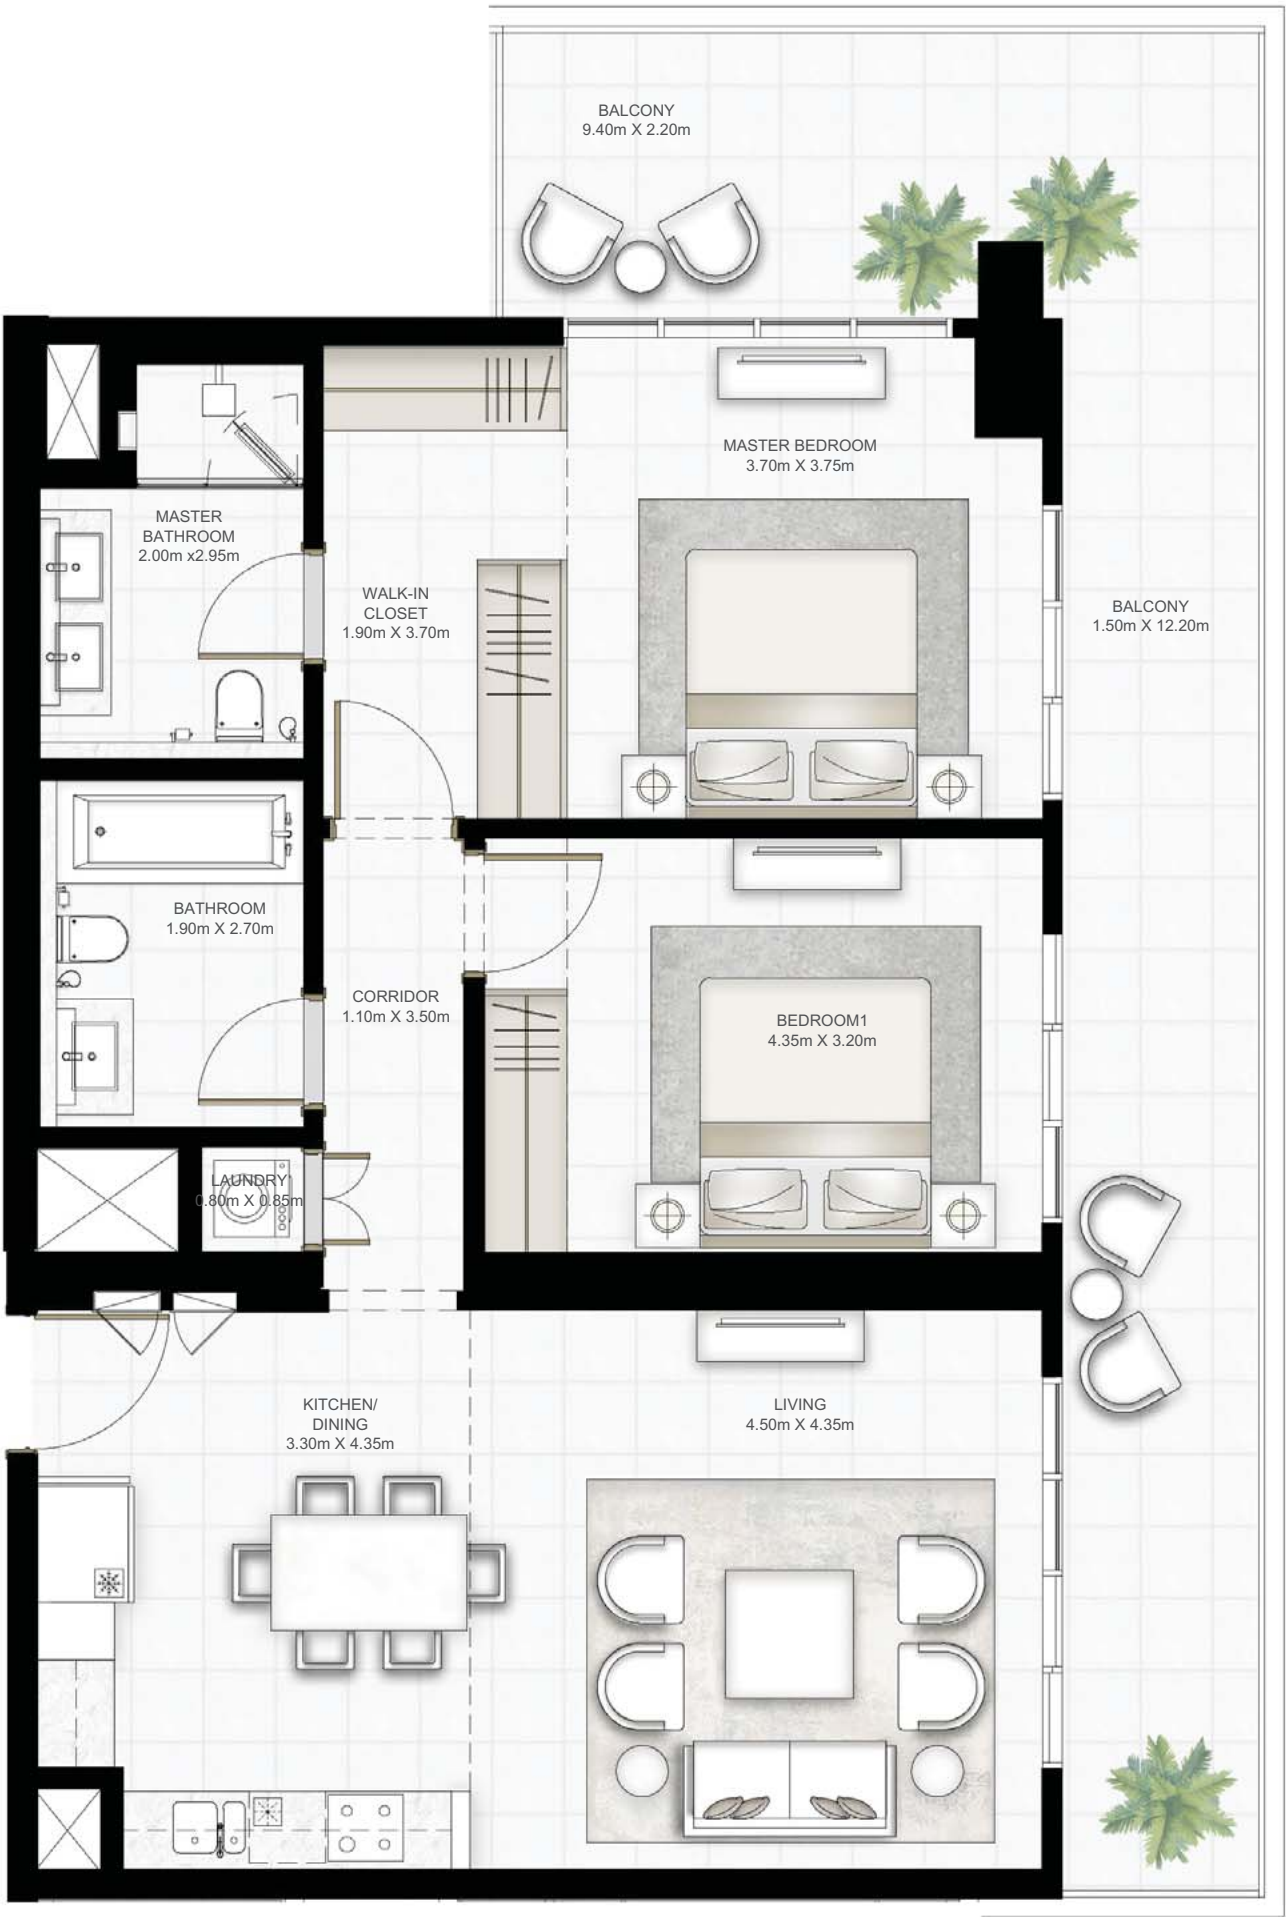 BALCONY
9.40m X 2.20m
MASTER BEDROOM
3.70m X 3.75m
MASTER
BATHROOM
2.00m x2.95m
WALK-IN
CLOSET
1.90m X 3.70m
BALCONY
1.50m X 12.20m
BATHROOM
1.90m X 2.70m
CORRIDOR
1.10m X 3.50m
BEDROOM1
4.35m X 3.20m
LAUNDRY
0.80m X 0.85m
KITCHEN/
DINING
3.30m X 4.35m
LIVING
4.50m X 4.35m